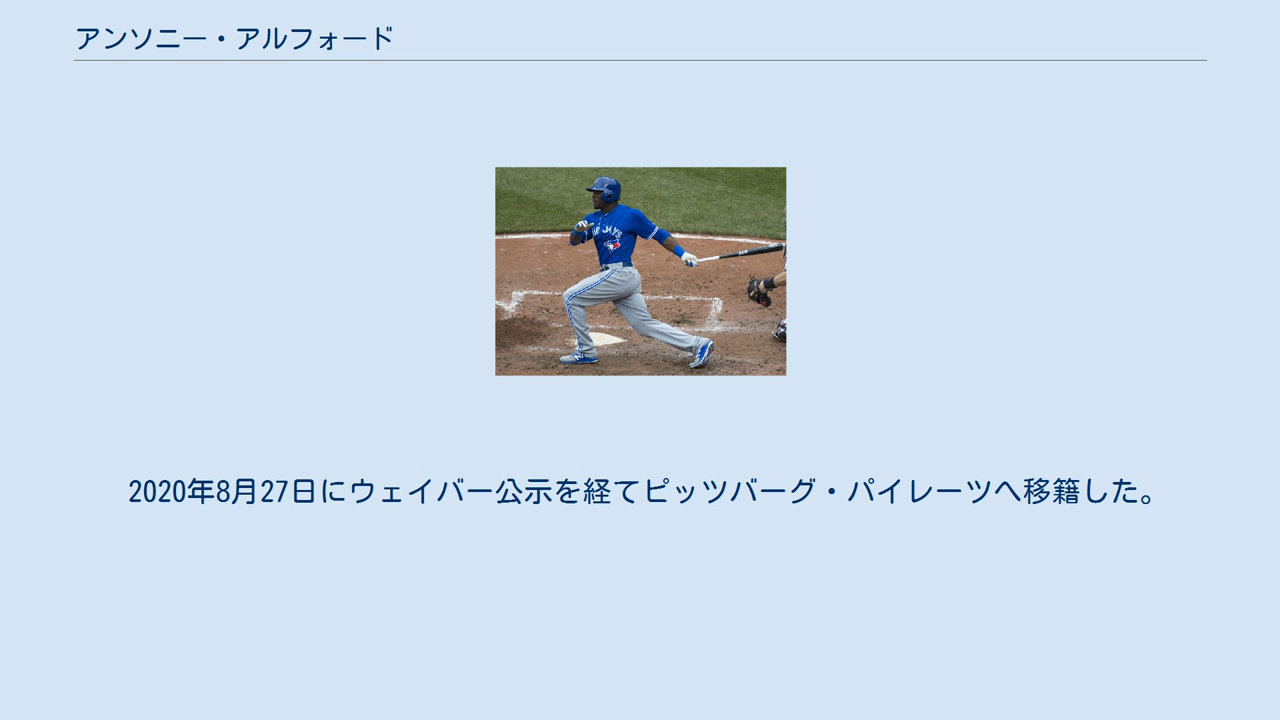 アンソニー・アルフォード
2020年8月27日にウェイバー公示を経てピッツバーグ・パイレーツへ移籍した。